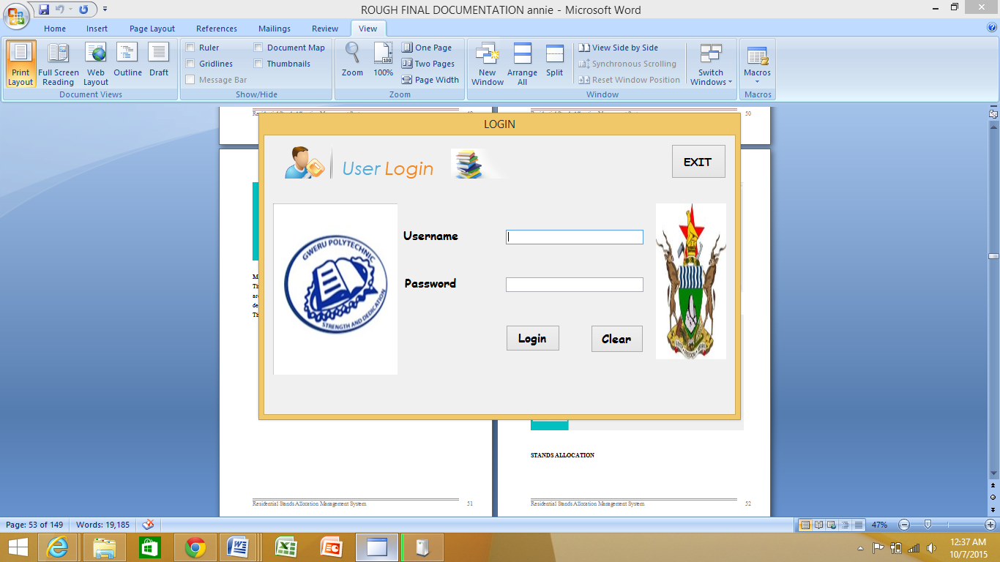 ROUGH FINAL DOCUMENTATION annie - Microsoft Word
Home Insert Page Layout References Mailings Review View
Print Layout
Full Screen Reading
Web Layout
Outline
Draft
Document Views
Ruler
Gridlines
Message Bar
Document Map
Thumbnails
Show/Hide
Zoom
100
100%
One Page
Two Pages
Page Width
Zoom
New Window
Arrange All
Split
View Side by Side
Synchronous Scrolling
Reset Window Position
Window
Switch Windows
Macros
Macros
50
LOGIN
User Login
EXIT
GWERU POLYTECHNIC
STRENGTH AND DEDICATION
Username
Password
Login
Clear
STANDS ALLOCATION
Residential Stands Allocation Management System 51
Residential Stands Allocation Management System 52
Page: 53 of 149 Words: 19,185
47%
12:37 AM
10/7/2015